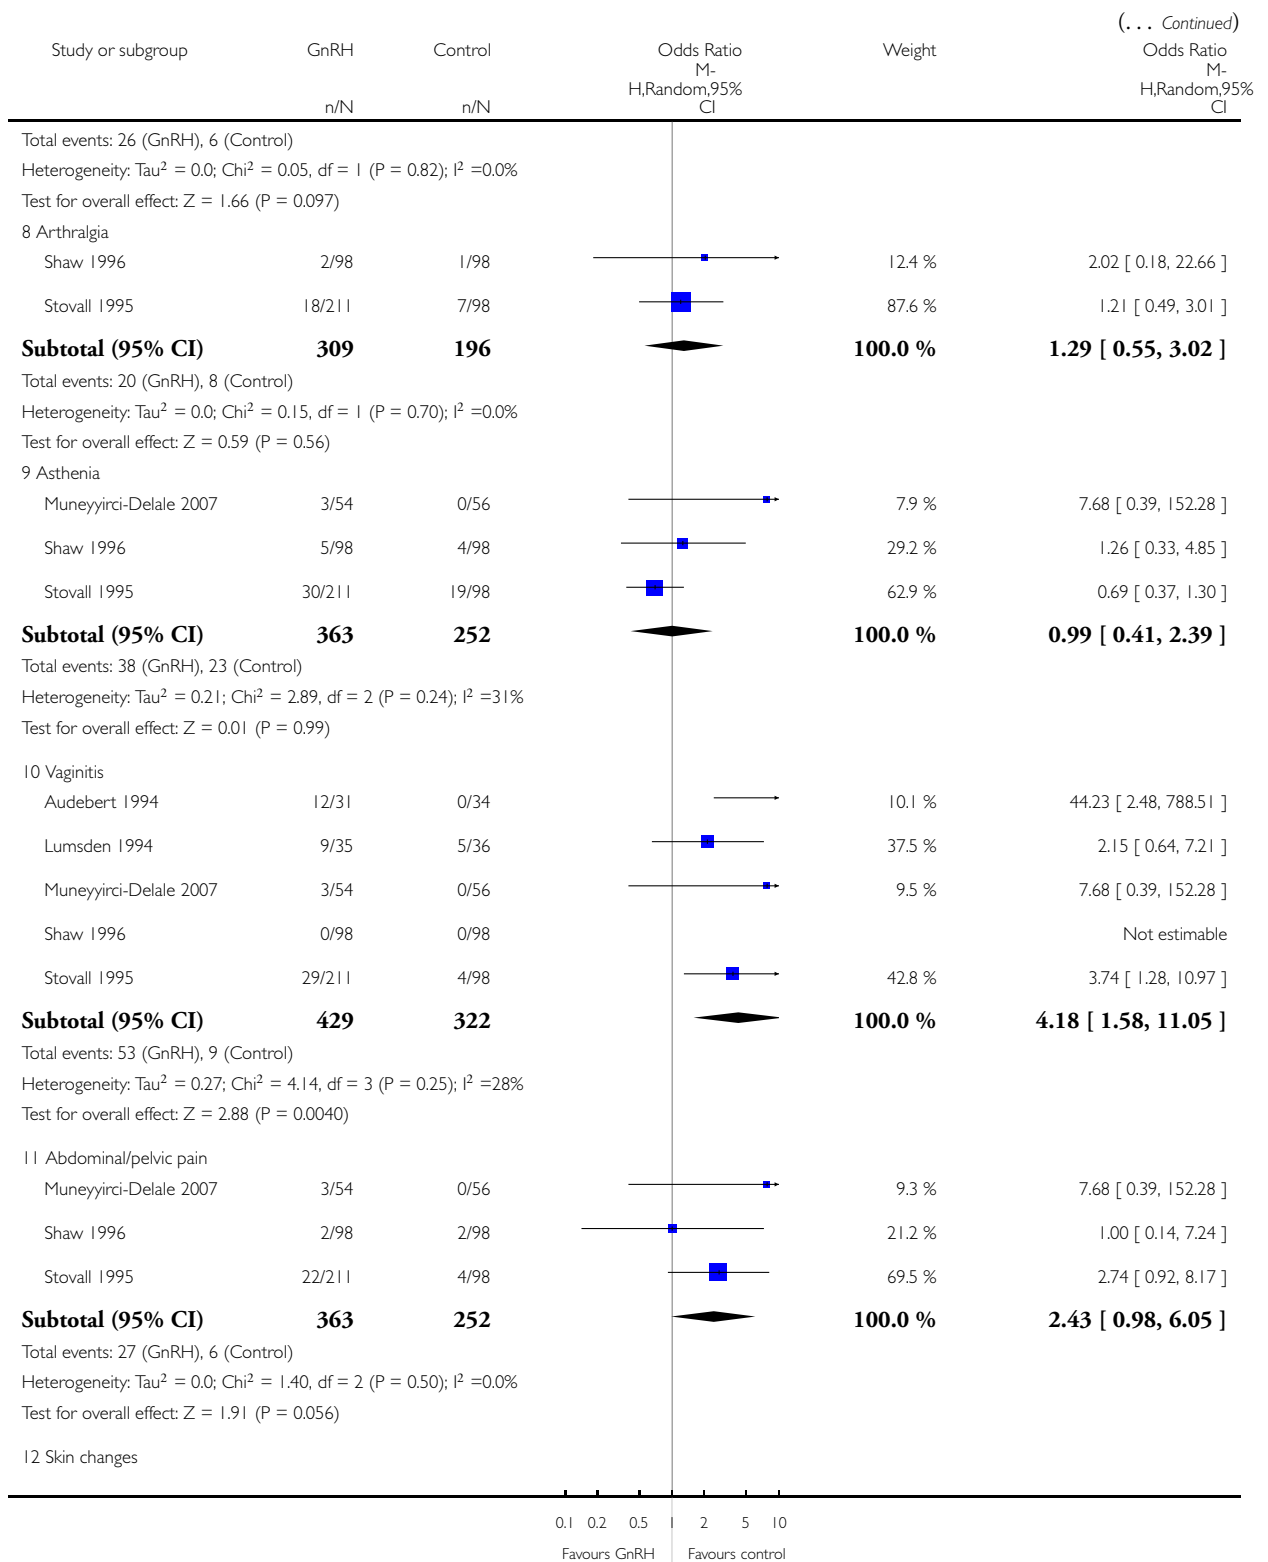 (... Continued)
Study or subgroup GnRH Control Odds Ratio Weight Odds Ratio
M- M-
H,Random,95% H,Random,95%
n/N n/N CI CI
Total events: 26 (GnRH), 6 (Control)
Heterogeneity: Tau² = 0.0; Chi² = 0.05, df = 1 (P = 0.82); I² =0.0%
Test for overall effect: Z = 1.66 (P = 0.097)
8 Arthralgia
Shaw 1996 2/98 1/98 12.4 % 2.02 [ 0.18, 22.66 ]
Stovall 1995 18/211 7/98 87.6 % 1.21 [ 0.49, 3.01 ]
Subtotal (95% CI) 309 196 100.0 % 1.29 [ 0.55, 3.02 ]
Total events: 20 (GnRH), 8 (Control)
Heterogeneity: Tau² = 0.0; Chi² = 0.15, df = 1 (P = 0.70); I² =0.0%
Test for overall effect: Z = 0.59 (P = 0.56)
9 Asthenia
Muneyyirci-Delale 2007 3/54 0/56 7.9 % 7.68 [ 0.39, 152.28 ]
Shaw 1996 5/98 4/98 29.2 % 1.26 [ 0.33, 4.85 ]
Stovall 1995 30/211 19/98 62.9 % 0.69 [ 0.37, 1.30 ]
Subtotal (95% CI) 363 252 100.0 % 0.99 [ 0.41, 2.39 ]
Total events: 38 (GnRH), 23 (Control)
Heterogeneity: Tau² = 0.21; Chi² = 2.89, df = 2 (P = 0.24); I² =31%
Test for overall effect: Z = 0.01 (P = 0.99)
10 Vaginitis
Audebert 1994 12/31 0/34 10.1 % 44.23 [ 2.48, 788.51 ]
Lumsden 1994 9/35 5/36 37.5 % 2.15 [ 0.64, 7.21 ]
Muneyyirci-Delale 2007 3/54 0/56 9.5 % 7.68 [ 0.39, 152.28 ]
Shaw 1996 0/98 0/98 Not estimable
Stovall 1995 29/211 4/98 42.8 % 3.74 [ 1.28, 10.97 ]
Subtotal (95% CI) 429 322 100.0 % 4.18 [ 1.58, 11.05 ]
Total events: 53 (GnRH), 9 (Control)
Heterogeneity: Tau² = 0.27; Chi² = 4.14, df = 3 (P = 0.25); I² =28%
Test for overall effect: Z = 2.88 (P = 0.0040)
11 Abdominal/pelvic pain
Muneyyirci-Delale 2007 3/54 0/56 9.3 % 7.68 [ 0.39, 152.28 ]
Shaw 1996 2/98 2/98 21.2 % 1.00 [ 0.14, 7.24 ]
Stovall 1995 22/211 4/98 69.5 % 2.74 [ 0.92, 8.17 ]
Subtotal (95% CI) 363 252 100.0 % 2.43 [ 0.98, 6.05 ]
Total events: 27 (GnRH), 6 (Control)
Heterogeneity: Tau² = 0.0; Chi² = 1.40, df = 2 (P = 0.50); I² =0.0%
Test for overall effect: Z = 1.91 (P = 0.056)
12 Skin changes
0.1 0.2 0.5 1 2 5 10
Favours GnRH Favours control